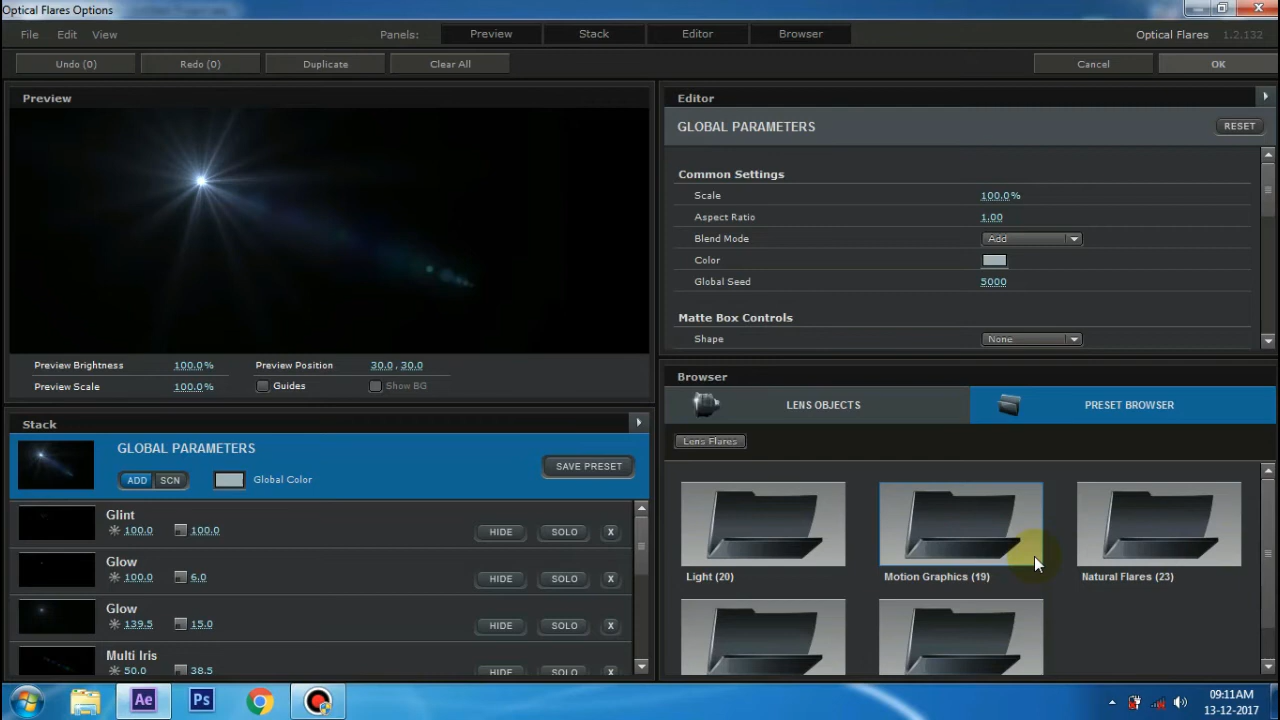 Optical Flares Options
File Edit View Panels: Preview Stack Editor Browser Optical Flares 1.2.132
Undo (0) Redo (0) Duplicate Clear All Cancel OK
Preview
Preview Brightness 100.0% Preview Position 30.0, 30.0
Preview Scale 100.0% Guides Show BG
Stack
GLOBAL PARAMETERS
ADD SCN Global Color SAVE PRESET
Glint
100.0 100.0 HIDE SOLO X
Glow
100.0 6.0 HIDE SOLO X
Glow
139.5 15.0 HIDE SOLO X
Multi Iris
50.0 38.5 HIDE SOLO X
Editor
GLOBAL PARAMETERS RESET
Common Settings
Scale 100.0%
Aspect Ratio 1.00
Blend Mode Add
Color
Global Seed 5000
Matte Box Controls
Shape None
Browser
LENS OBJECTS PRESET BROWSER
Lens Flares
Light (20) Motion Graphics (19) Natural Flares (23)
Ae Ps
09:11AM
13-12-2017